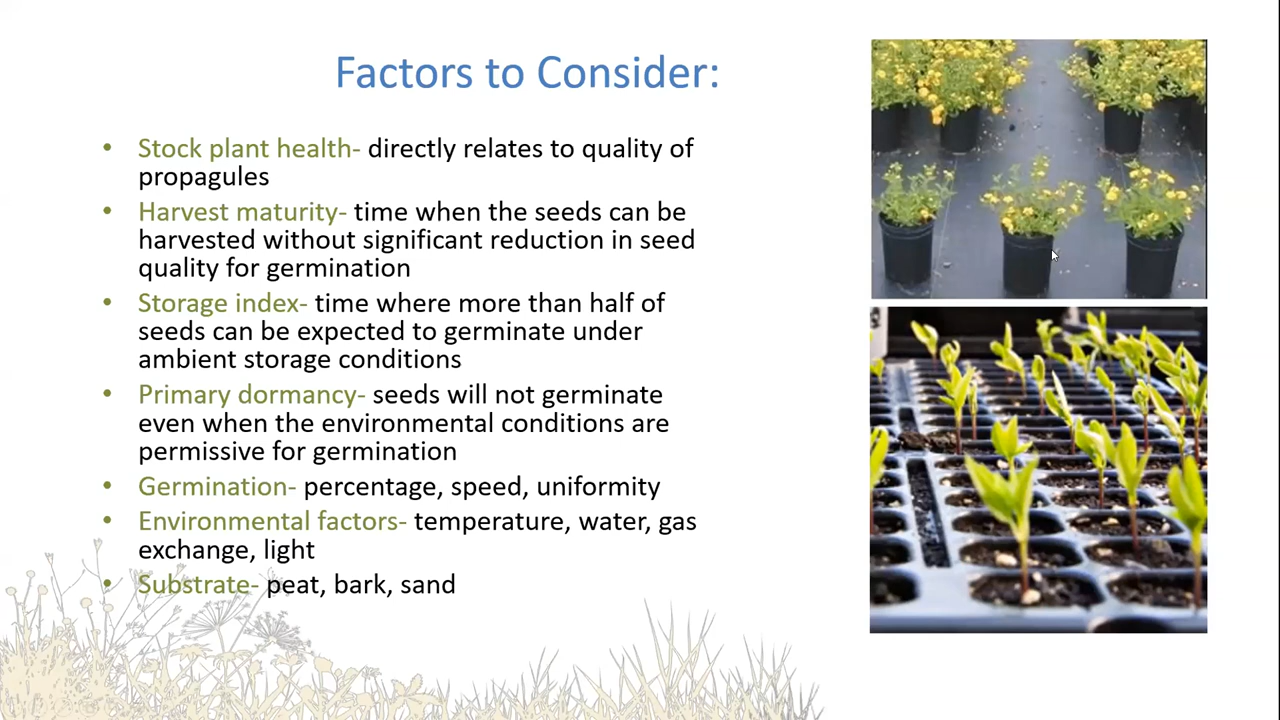 Factors to Consider:
• Stock plant health- directly relates to quality of
propagules
• Harvest maturity- time when the seeds can be
harvested without significant reduction in seed
quality for germination
• Storage index- time where more than half of
seeds can be expected to germinate under
ambient storage conditions
• Primary dormancy- seeds will not germinate
even when the environmental conditions are
permissive for germination
• Germination- percentage, speed, uniformity
• Environmental factors- temperature, water, gas
exchange, light
• Substrate- peat, bark, sand